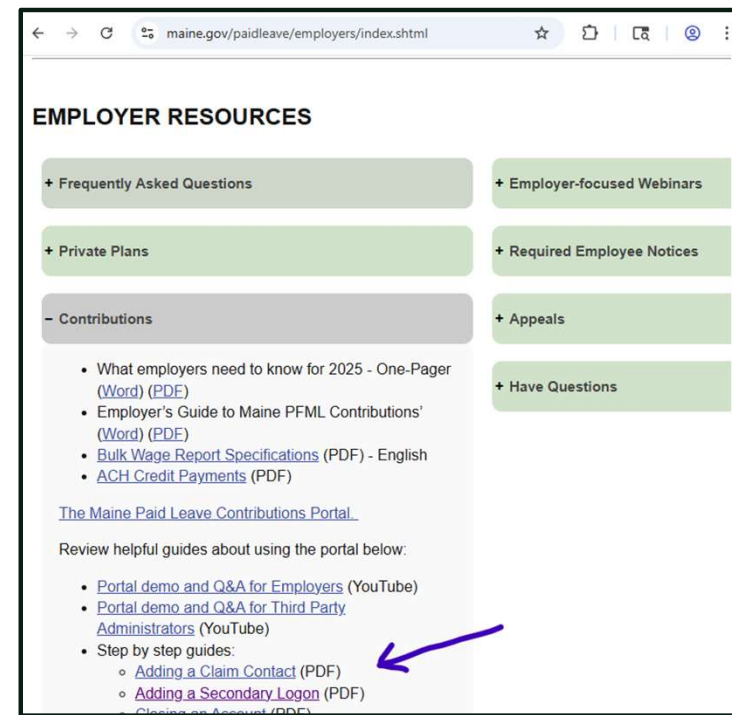 maine.gov/paidleave/employers/index.shtml
EMPLOYER RESOURCES
+ Frequently Asked Questions
+ Private Plans
− Contributions
• What employers need to know for 2025 - One-Pager
(Word) (PDF)
• Employer’s Guide to Maine PFML Contributions’
(Word) (PDF)
• Bulk Wage Report Specifications (PDF) - English
• ACH Credit Payments (PDF)
The Maine Paid Leave Contributions Portal.
Review helpful guides about using the portal below:
• Portal demo and Q&A for Employers (YouTube)
• Portal demo and Q&A for Third Party
Administrators (YouTube)
• Step by step guides:
○ Adding a Claim Contact (PDF)
○ Adding a Secondary Logon (PDF)
○ Closing an Account (PDF)
+ Employer-focused Webinars
+ Required Employee Notices
+ Appeals
+ Have Questions